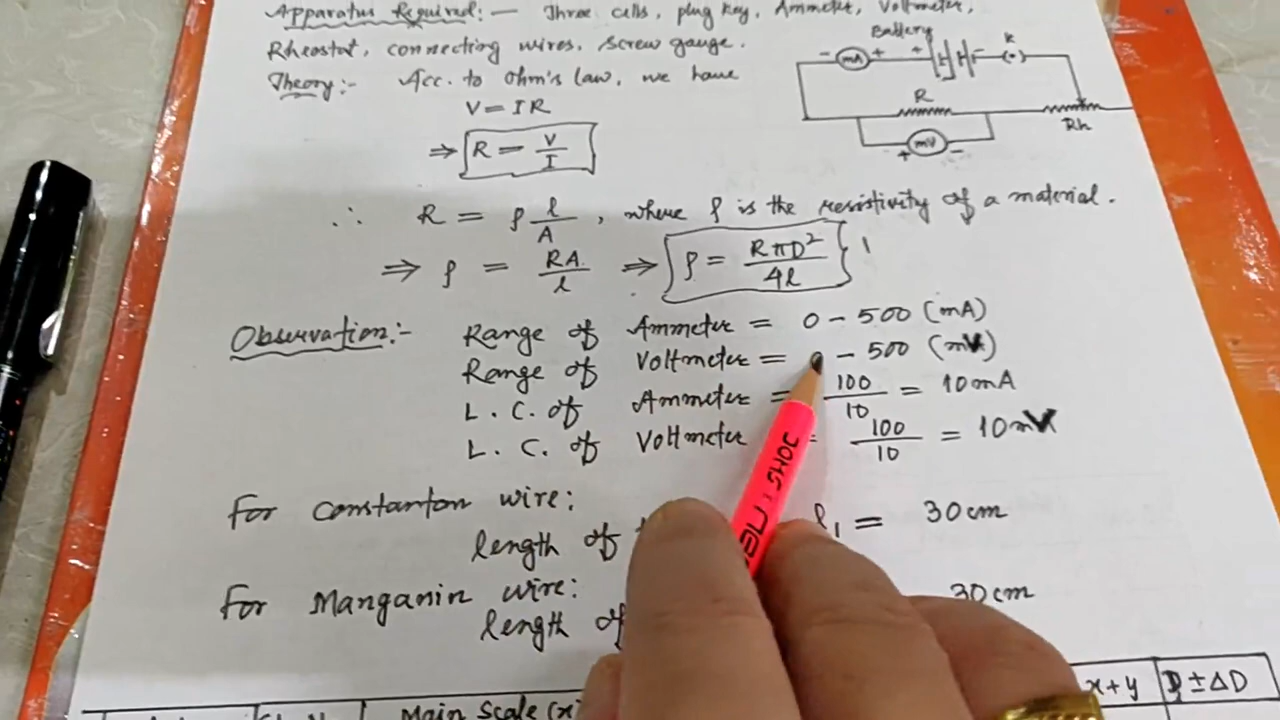 Apparatus Required:- Three cells, plug key, Ammeter, Voltmeter,
Rheostat, connecting wires, screw gauge.
Theory:- Acc. to Ohm's law, we have
V = IR
⇒ R = V/I
∴ R = ρ l/A, where ρ is the resistivity of a material.
⇒ ρ = RA/l ⇒ ρ = RπD²/4l
Battery
- mA + + - K
R
Rh
+ mV -
Observation:- Range of Ammeter = 0 - 500 (mA)
Range of Voltmeter = 0 - 500 (mV)
L. C. of Ammeter = 100/10 = 10mA
L. C. of Voltmeter = 100/10 = 10mV
For Constanton wire:
length of l₁ = 30cm
For Manganin wire:
length of 30cm
Main Scale (x) x+y D ± ΔD
JOHS